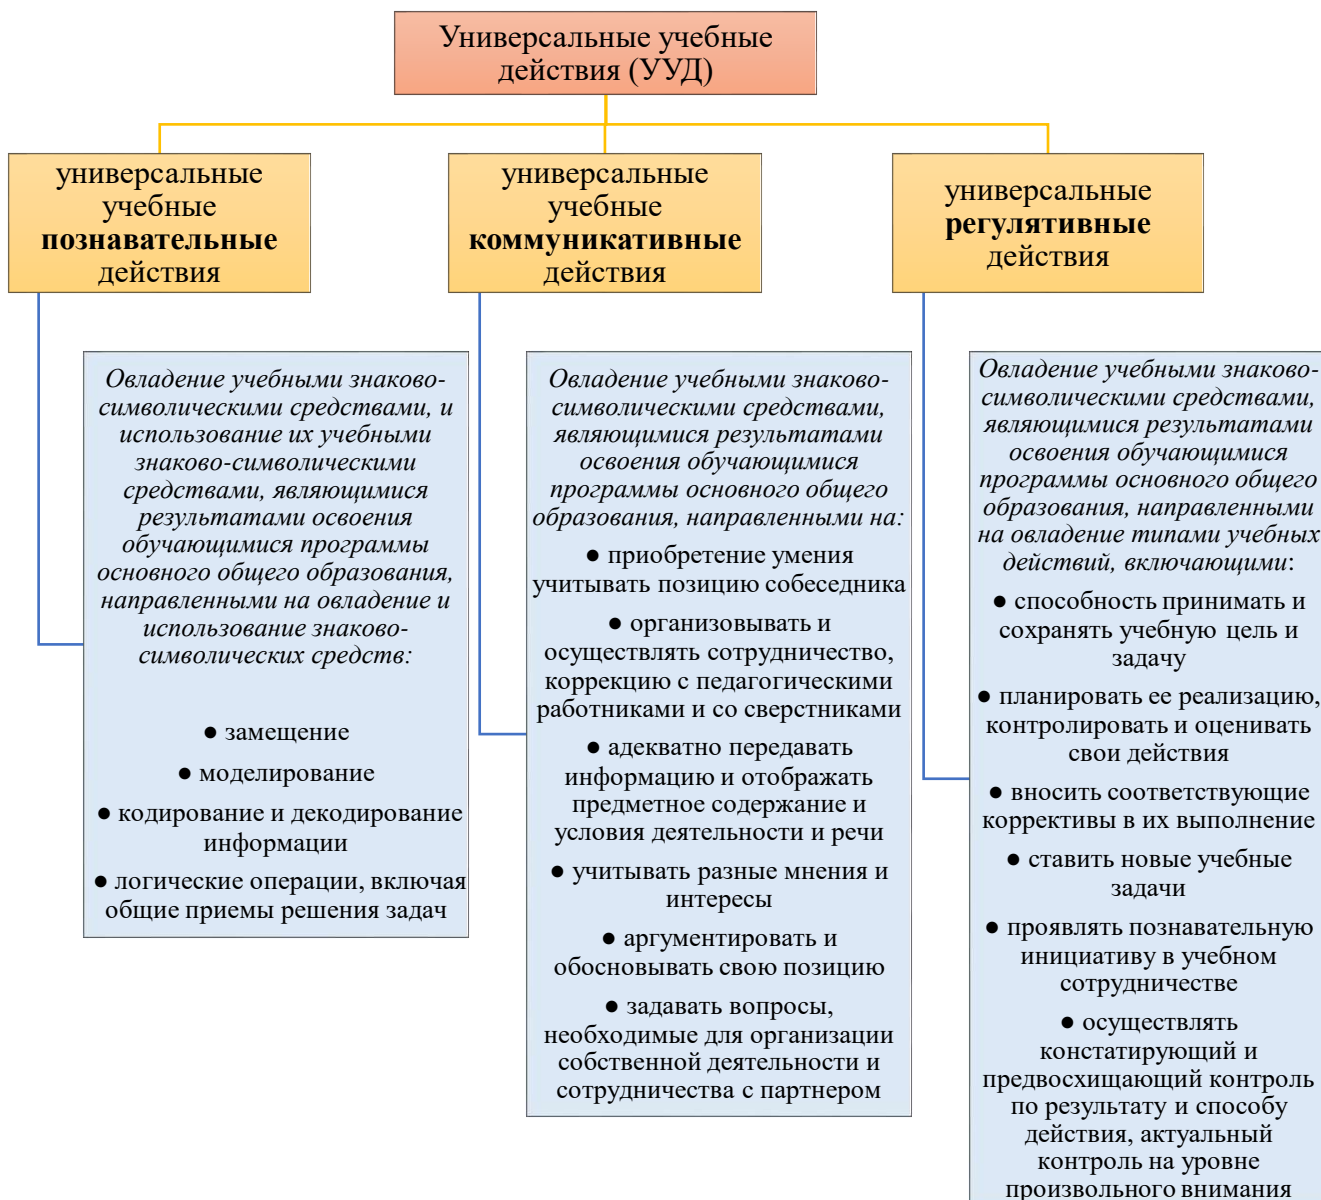 Универсальные учебные
действия (УУД)
универсальные
учебные
познавательные
действия
универсальные
учебные
коммуникативные
действия
универсальные
регулятивные
действия
Овладение учебными знаково-
символическими средствами, и
использование их учебными
знаково-символическими
средствами, являющимися
результатами освоения
обучающимися программы
основного общего образования,
направленными на овладение и
использование знаково-
символических средств:
● замещение
● моделирование
● кодирование и декодирование
информации
● логические операции, включая
общие приемы решения задач
Овладение учебными знаково-
символическими средствами,
являющимися результатами
освоения обучающимися
программы основного общего
образования, направленными на:
● приобретение умения
учитывать позицию собеседника
● организовывать и
осуществлять сотрудничество,
коррекцию с педагогическими
работниками и со сверстниками
● адекватно передавать
информацию и отображать
предметное содержание и
условия деятельности и речи
● учитывать разные мнения и
интересы
● аргументировать и
обосновывать свою позицию
● задавать вопросы,
необходимые для организации
собственной деятельности и
сотрудничества с партнером
Овладение учебными знаково-
символическими средствами,
являющимися результатами
освоения обучающимися
программы основного общего
образования, направленными
на овладение типами учебных
действий, включающими:
● способность принимать и
сохранять учебную цель и
задачу
● планировать ее реализацию,
контролировать и оценивать
свои действия
● вносить соответствующие
коррективы в их выполнение
● ставить новые учебные
задачи
● проявлять познавательную
инициативу в учебном
сотрудничестве
● осуществлять
констатирующий и
предвосхищающий контроль
по результату и способу
действия, актуальный
контроль на уровне
произвольного внимания